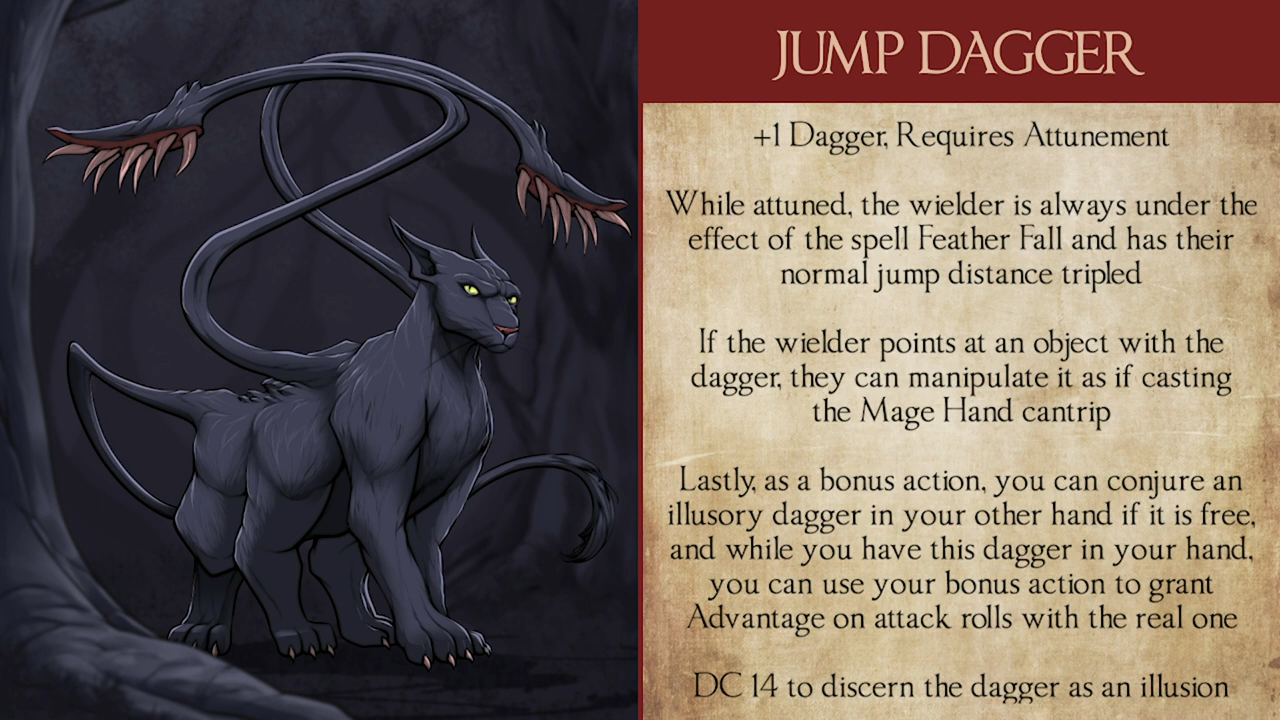 JUMP DAGGER
+1 Dagger, Requires Attunement
While attuned, the wielder is always under the
effect of the spell Feather Fall and has their
normal jump distance tripled
If the wielder points at an object with the
dagger, they can manipulate it as if casting
the Mage Hand cantrip
Lastly, as a bonus action, you can conjure an
illusory dagger in your other hand if it is free,
and while you have this dagger in your hand,
you can use your bonus action to grant
Advantage on attack rolls with the real one
DC 14 to discern the dagger as an illusion